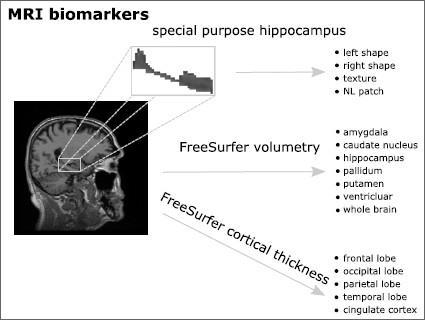 MRI biomarkers
special purpose hippocampus
• left shape
• right shape
• texture
• NL patch
FreeSurfer volumetry
• amygdala
• caudate nucleus
• hippocampus
• pallidum
• putamen
• ventricluar
• whole brain
FreeSurfer cortical thickness
• frontal lobe
• occipital lobe
• parietal lobe
• temporal lobe
• cingulate cortex